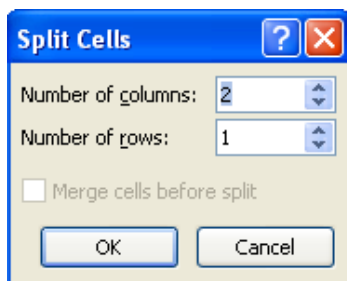 Split Cells ?
Number of columns: 2
Number of rows: 1
Merge cells before split
OK Cancel